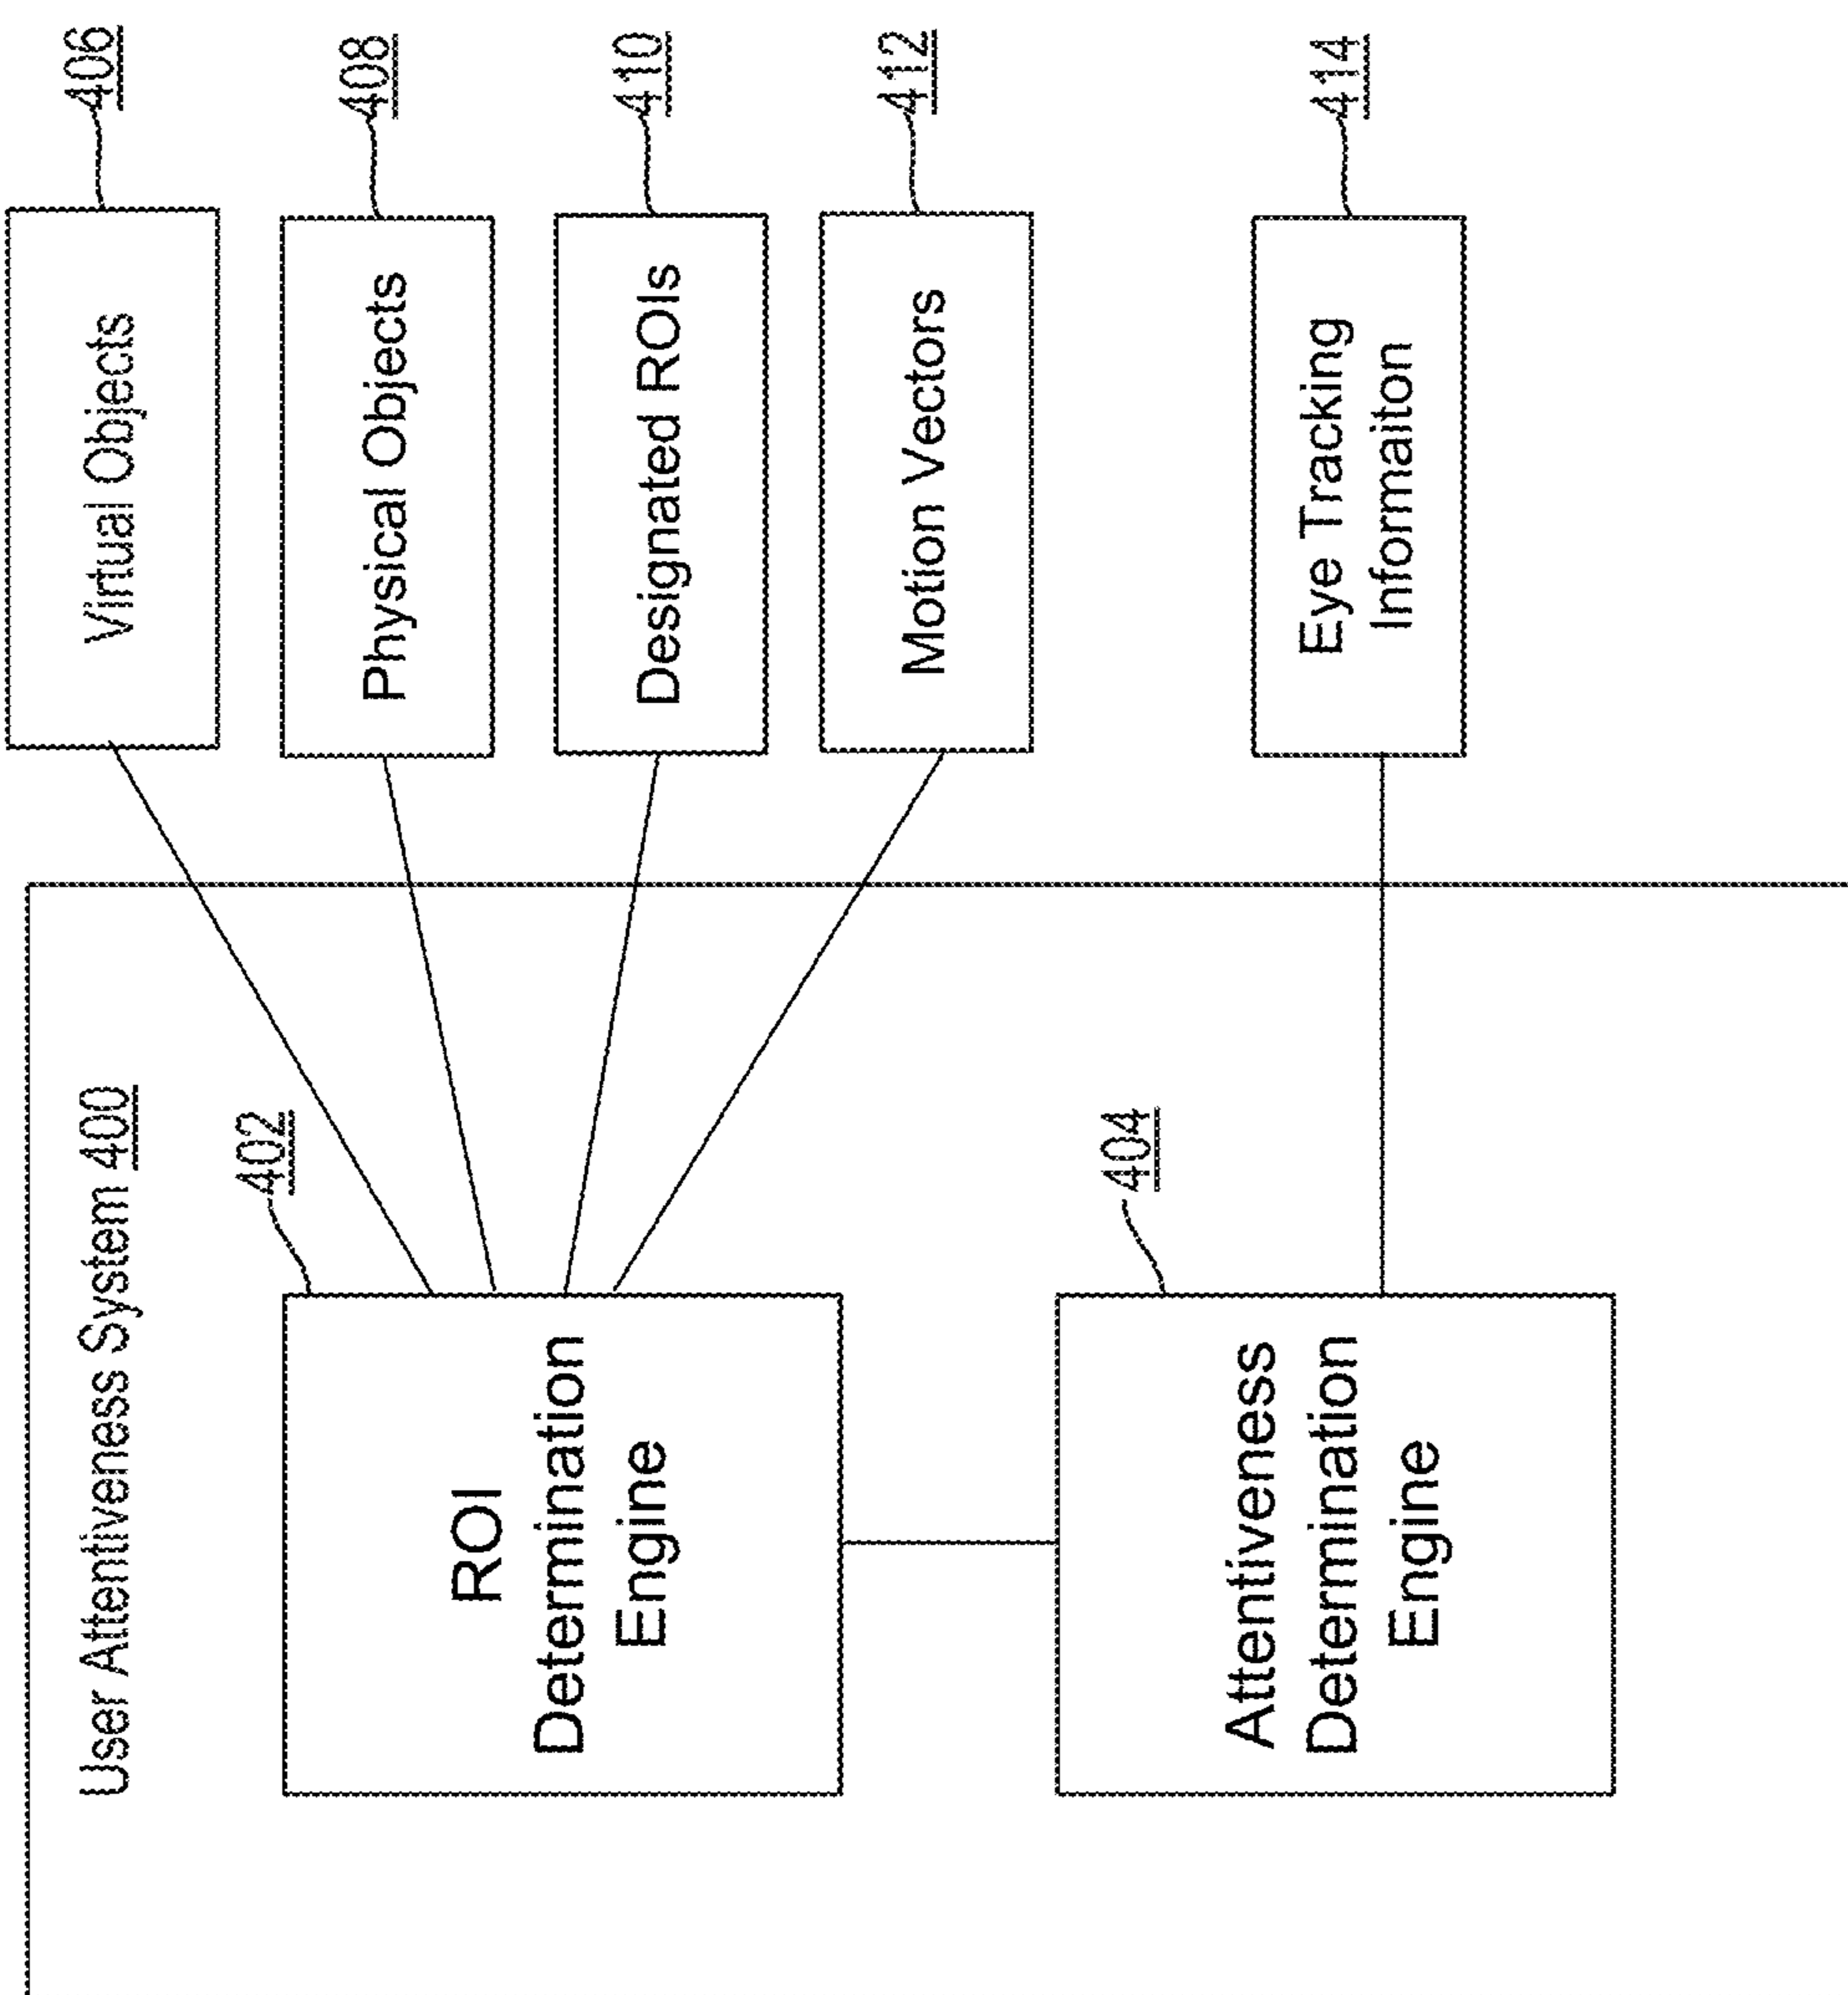 User Attentiveness System 400
402
ROI
Determination
Engine
404
Attentiveness
Determination
Engine
Virtual Objects
406
Physical Objects
408
Designated ROIs
410
Motion Vectors
412
Eye Tracking
Informaiton
414